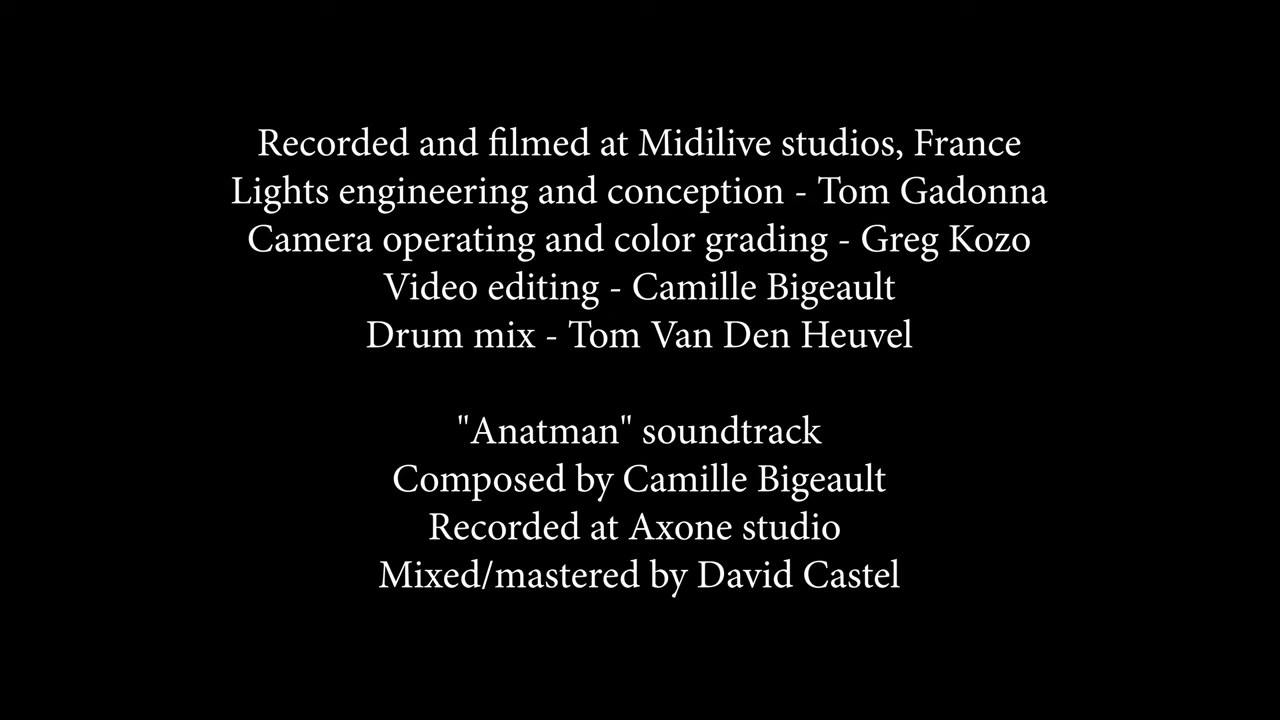 Recorded and filmed at Midilive studios, France
Lights engineering and conception - Tom Gadonna
Camera operating and color grading - Greg Kozo
Video editing - Camille Bigeault
Drum mix - Tom Van Den Heuvel
"Anatman" soundtrack
Composed by Camille Bigeault
Recorded at Axone studio
Mixed/mastered by David Castel